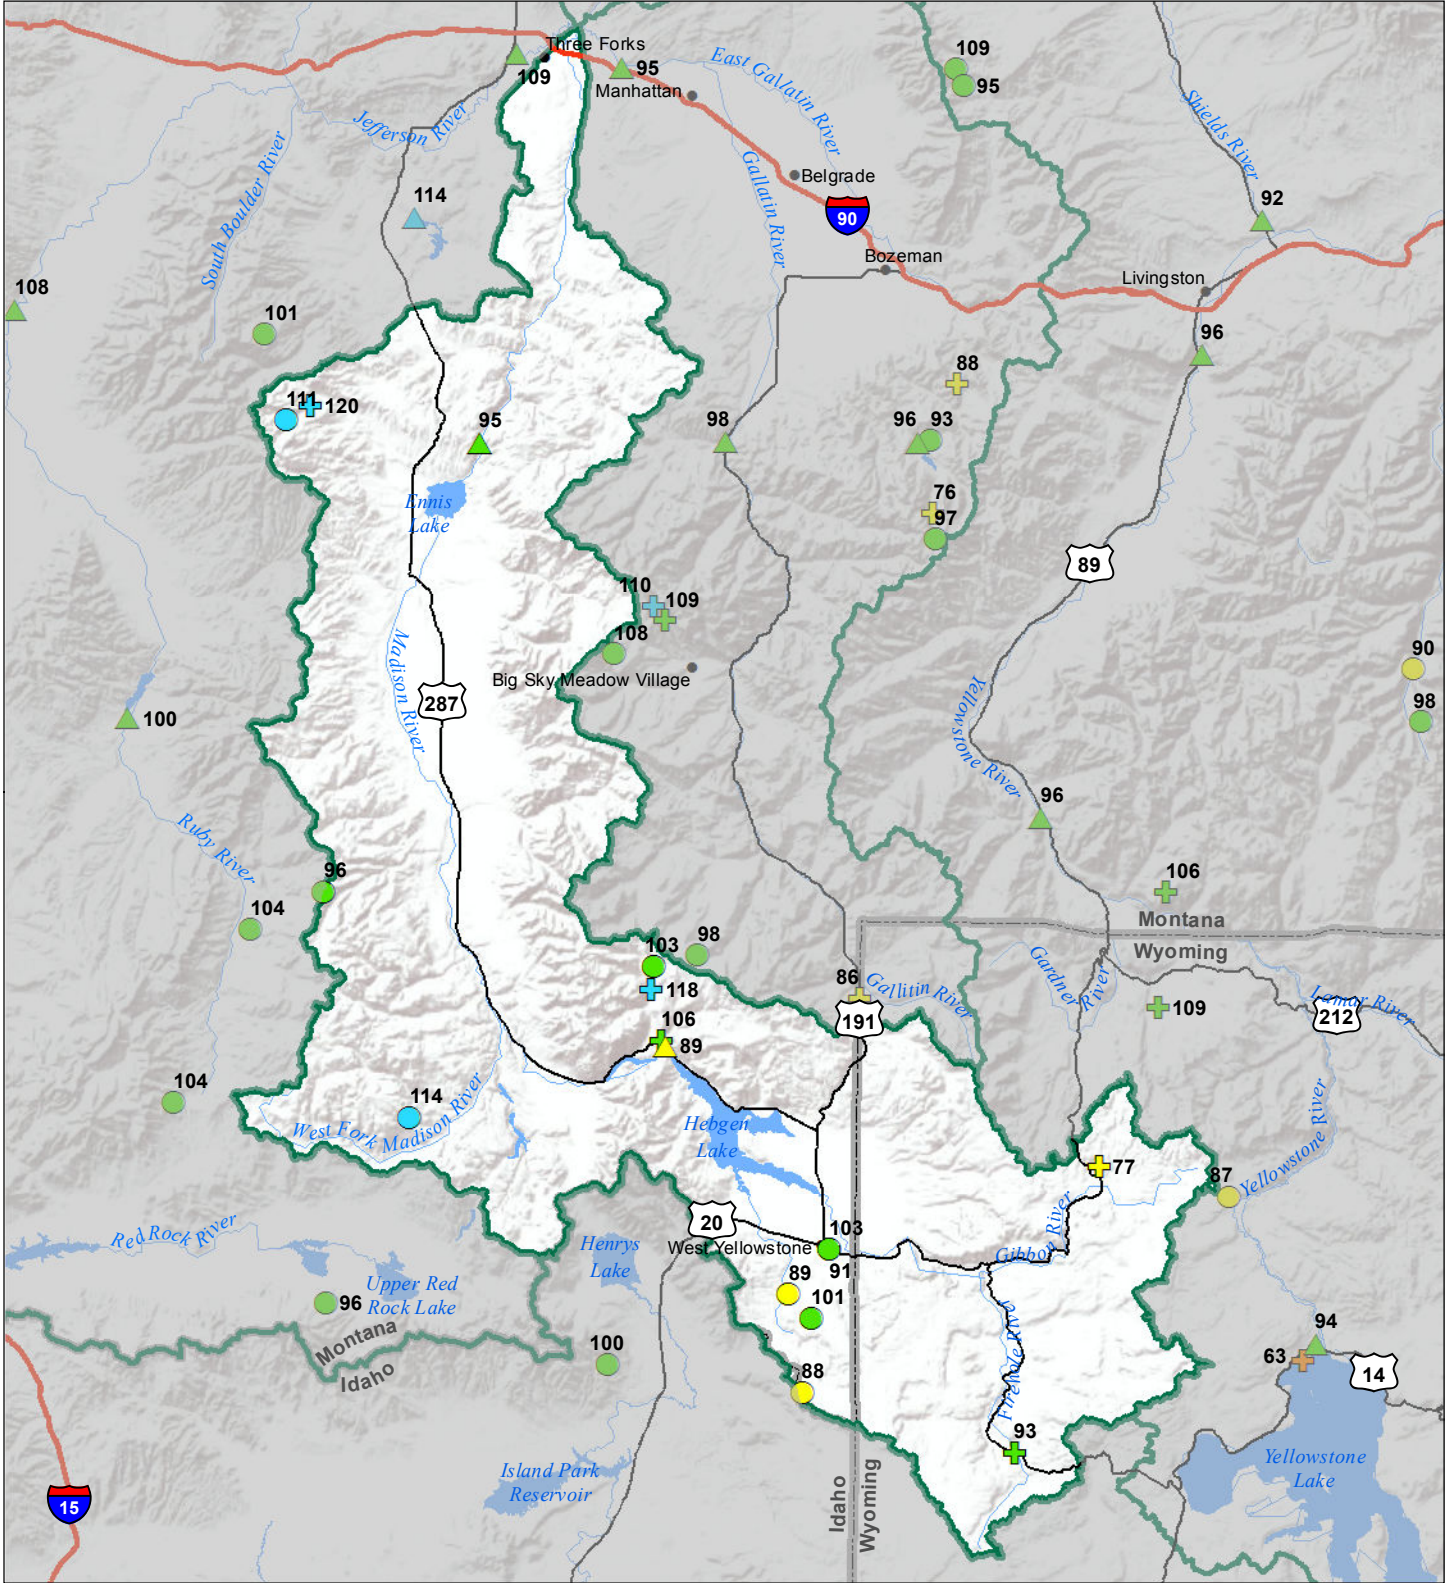 Three Forks
109
95
Manhattan
East Gallatin River
109
95
Jefferson River
Shields River
South Boulder River
Gallatin River
Belgrade
90
114
92
Bozeman
Livingston
108
101
96
88
111
120
95
98
96
93
Ennis
Lake
76
97
89
110
109
108
Big Sky Meadow Village
90
98
Madison River
287
Yellowstone River
100
96
Ruby River
96
104
106
Montana
Wyoming
103
98
118
86
Gallitin River
191
Gardner
River
109
Lamar River
212
106
89
104
114
West Fork Madison River
Hebgen
Lake
77
87
Yellowstone River
Red Rock River
20
West Yellowstone
103
91
Gibbon River
Henrys
Lake
Upper Red
Rock Lake
96
89
101
Montana
Idaho
100
88
Firehole River
94
63
14
93
Island Park
Reservoir
Yellowstone
Lake
15
Idaho
Wyoming